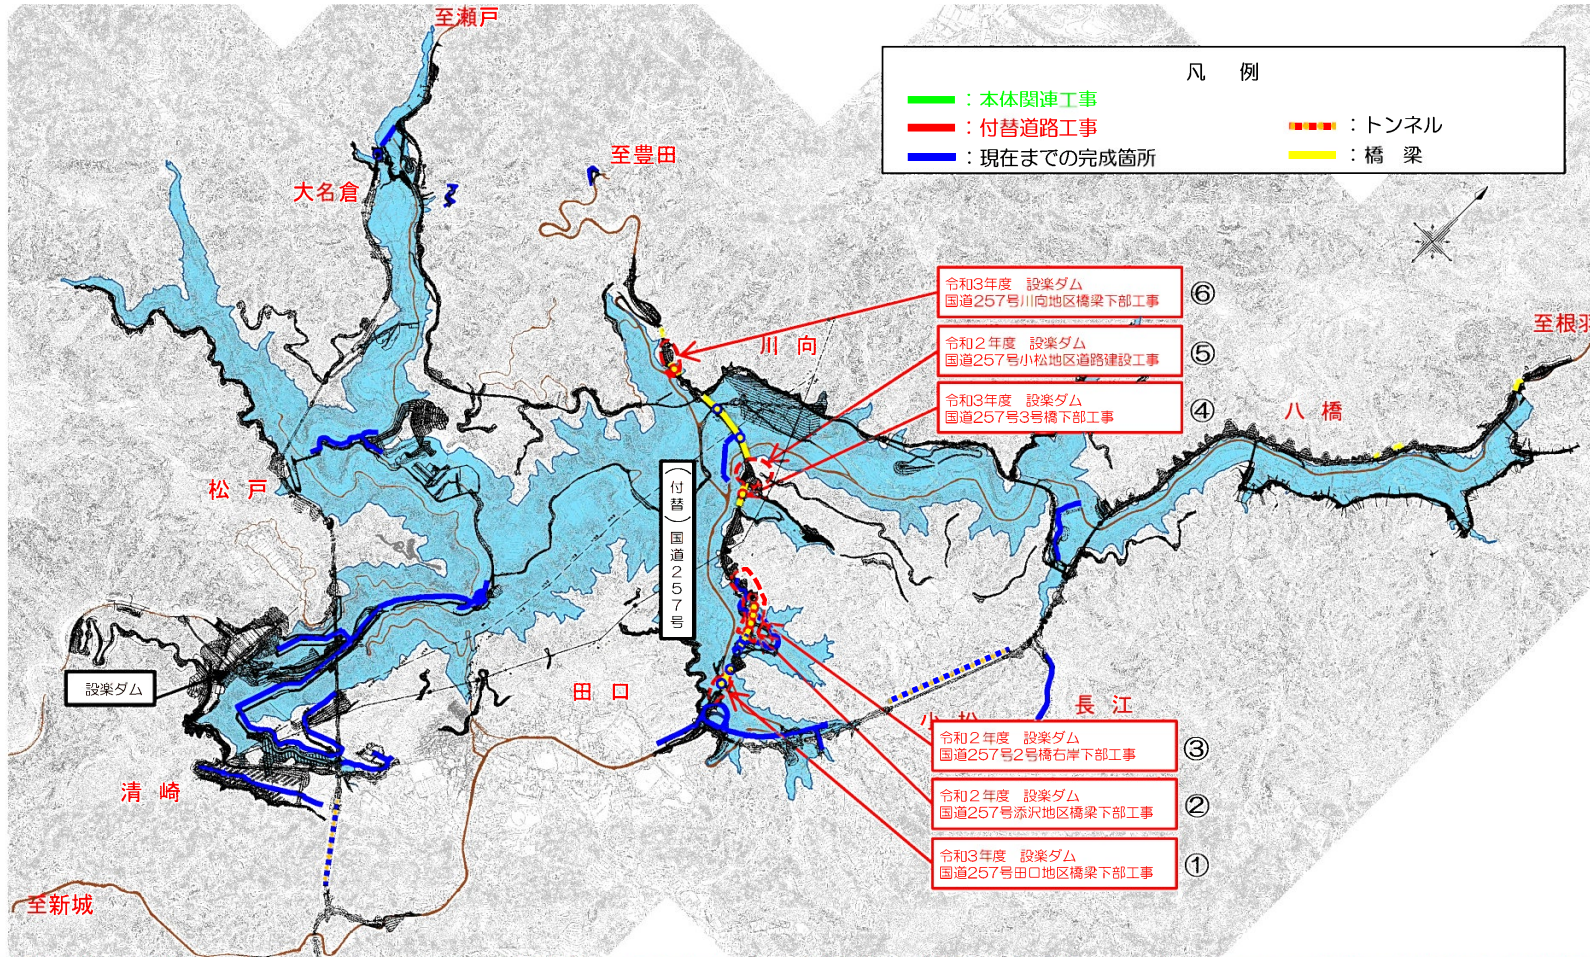 至瀬戸
凡 例
：本体関連工事
：付替道路工事
：現在までの完成箇所
：トンネル
：橋 梁
至豊田
大名倉
令和3年度 設楽ダム
国道257号川向地区橋梁下部工事
⑥
川 向
令和２年度 設楽ダム
国道257号小松地区道路建設工事
⑤
令和3年度 設楽ダム
国道257号3号橋下部工事
④
至根羽
八 橋
松 戸
（付替）国道２５７号
設楽ダム
田 口
小 松
長 江
令和２年度 設楽ダム
国道257号2号橋右岸下部工事
③
令和２年度 設楽ダム
国道257号添沢地区橋梁下部工事
②
令和3年度 設楽ダム
国道257号田口地区橋梁下部工事
①
清 崎
至新城